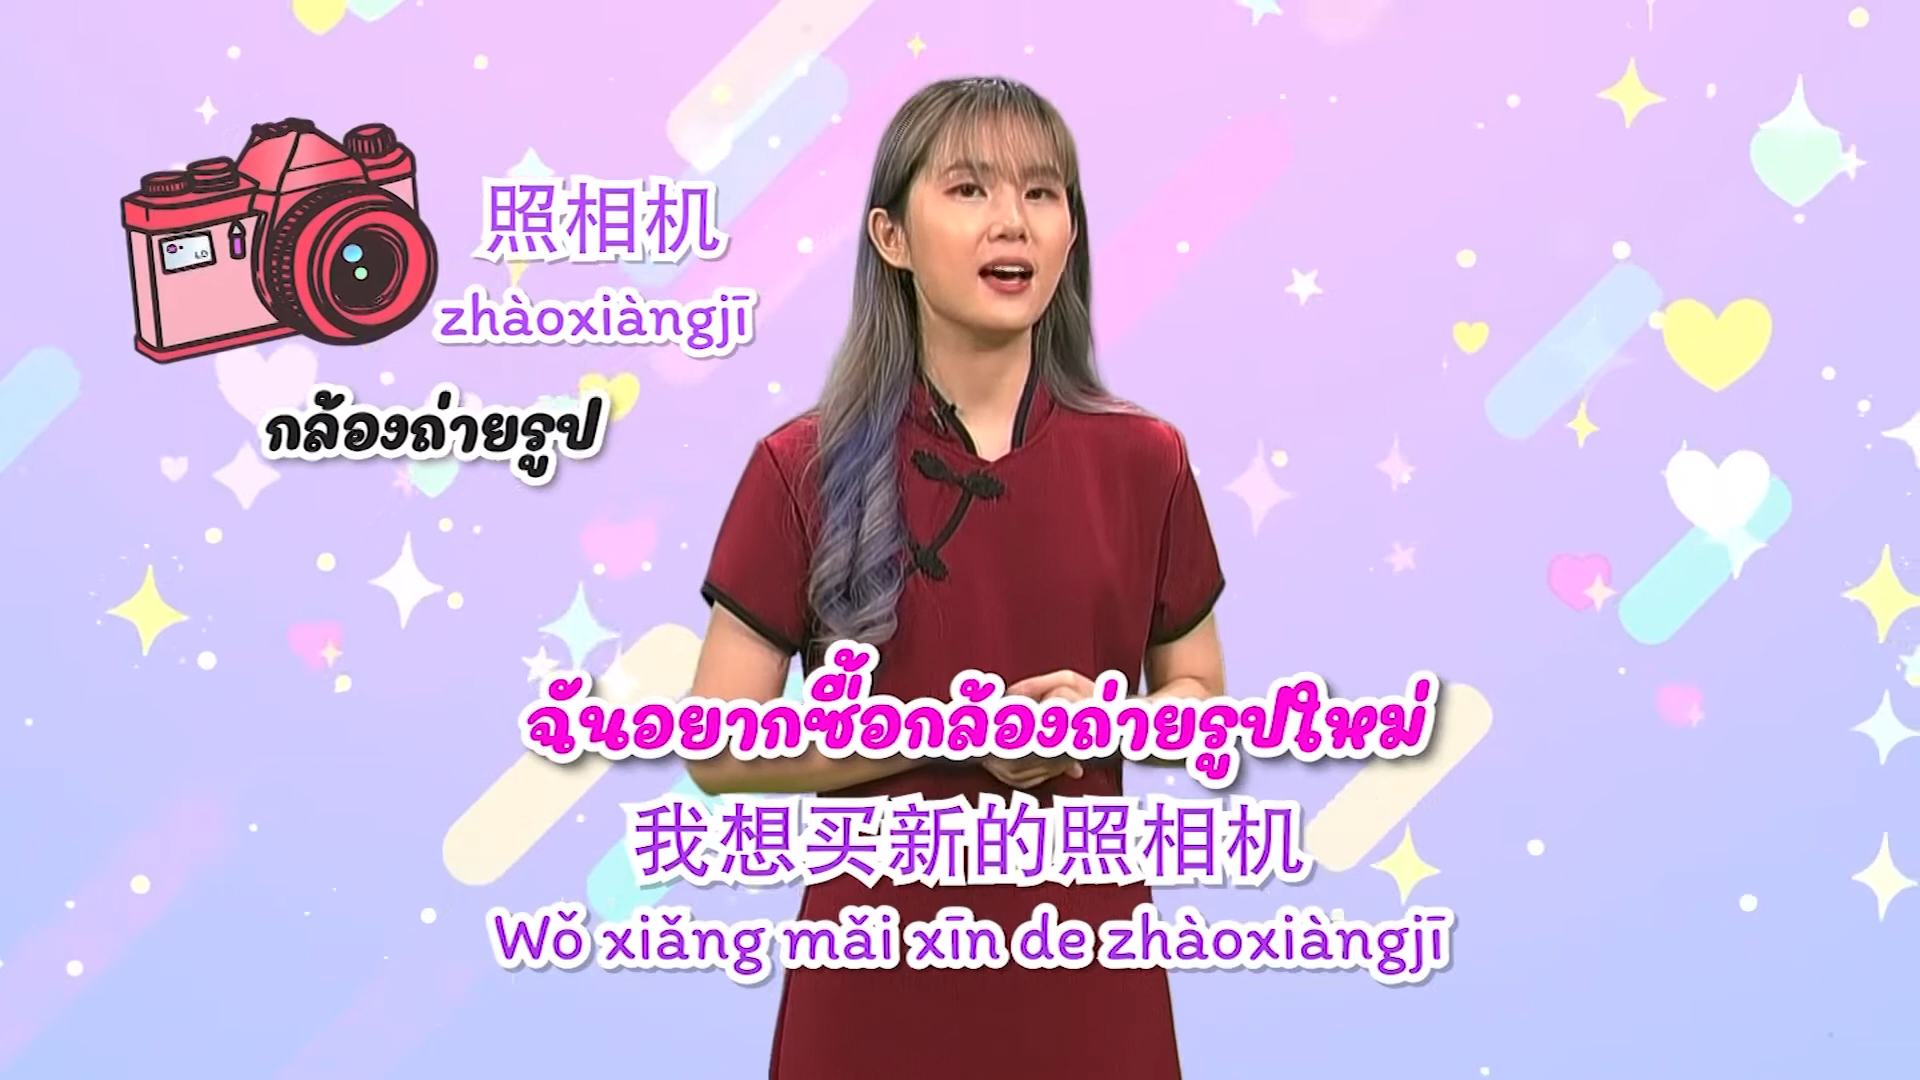 照相机
zhàoxiàngjī
กล้องถ่ายรูป
ฉันอยากซื้อกล้องถ่ายรูปใหม่
我想买新的照相机
Wǒ xiǎng mǎi xīn de zhàoxiàngjī